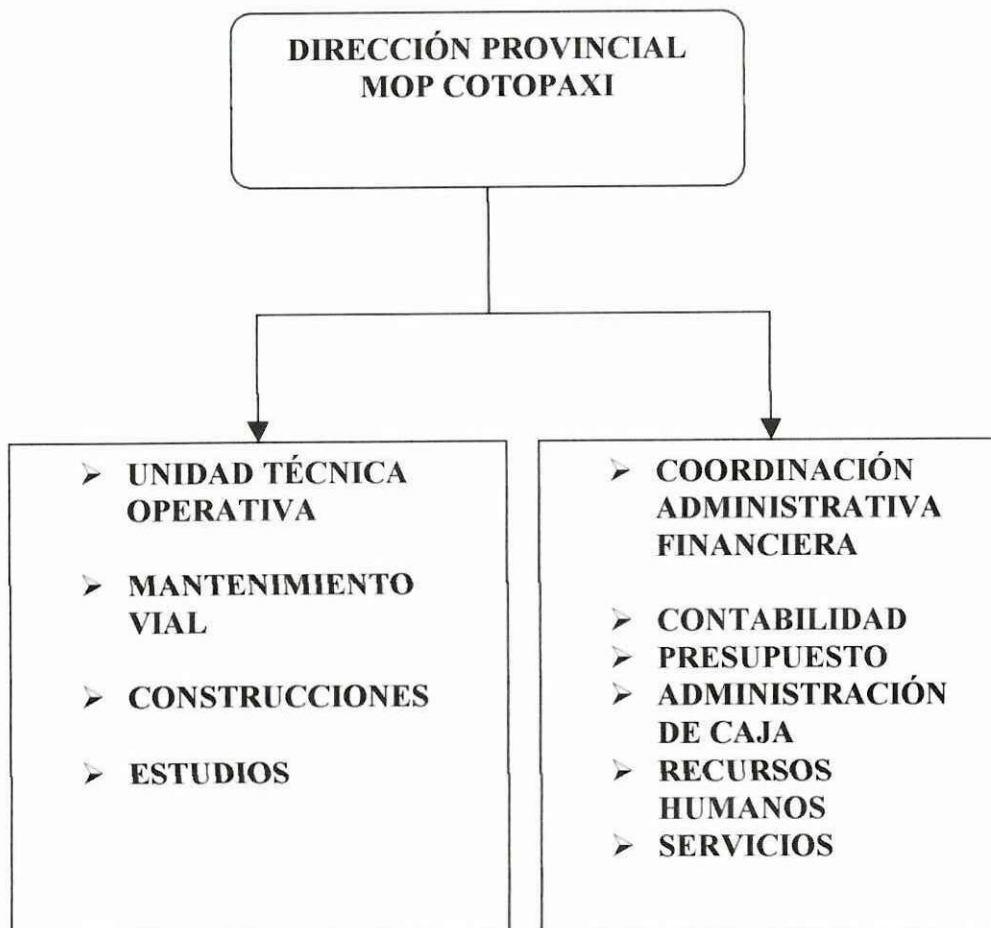 DIRECCIÓN PROVINCIAL
MOP COTOPAXI
➢ UNIDAD TÉCNICA
OPERATIVA
➢ MANTENIMIENTO
VIAL
➢ CONSTRUCCIONES
➢ ESTUDIOS
➢ COORDINACIÓN
ADMINISTRATIVA
FINANCIERA
➢ CONTABILIDAD
➢ PRESUPUESTO
➢ ADMINISTRACIÓN
DE CAJA
➢ RECURSOS
HUMANOS
➢ SERVICIOS